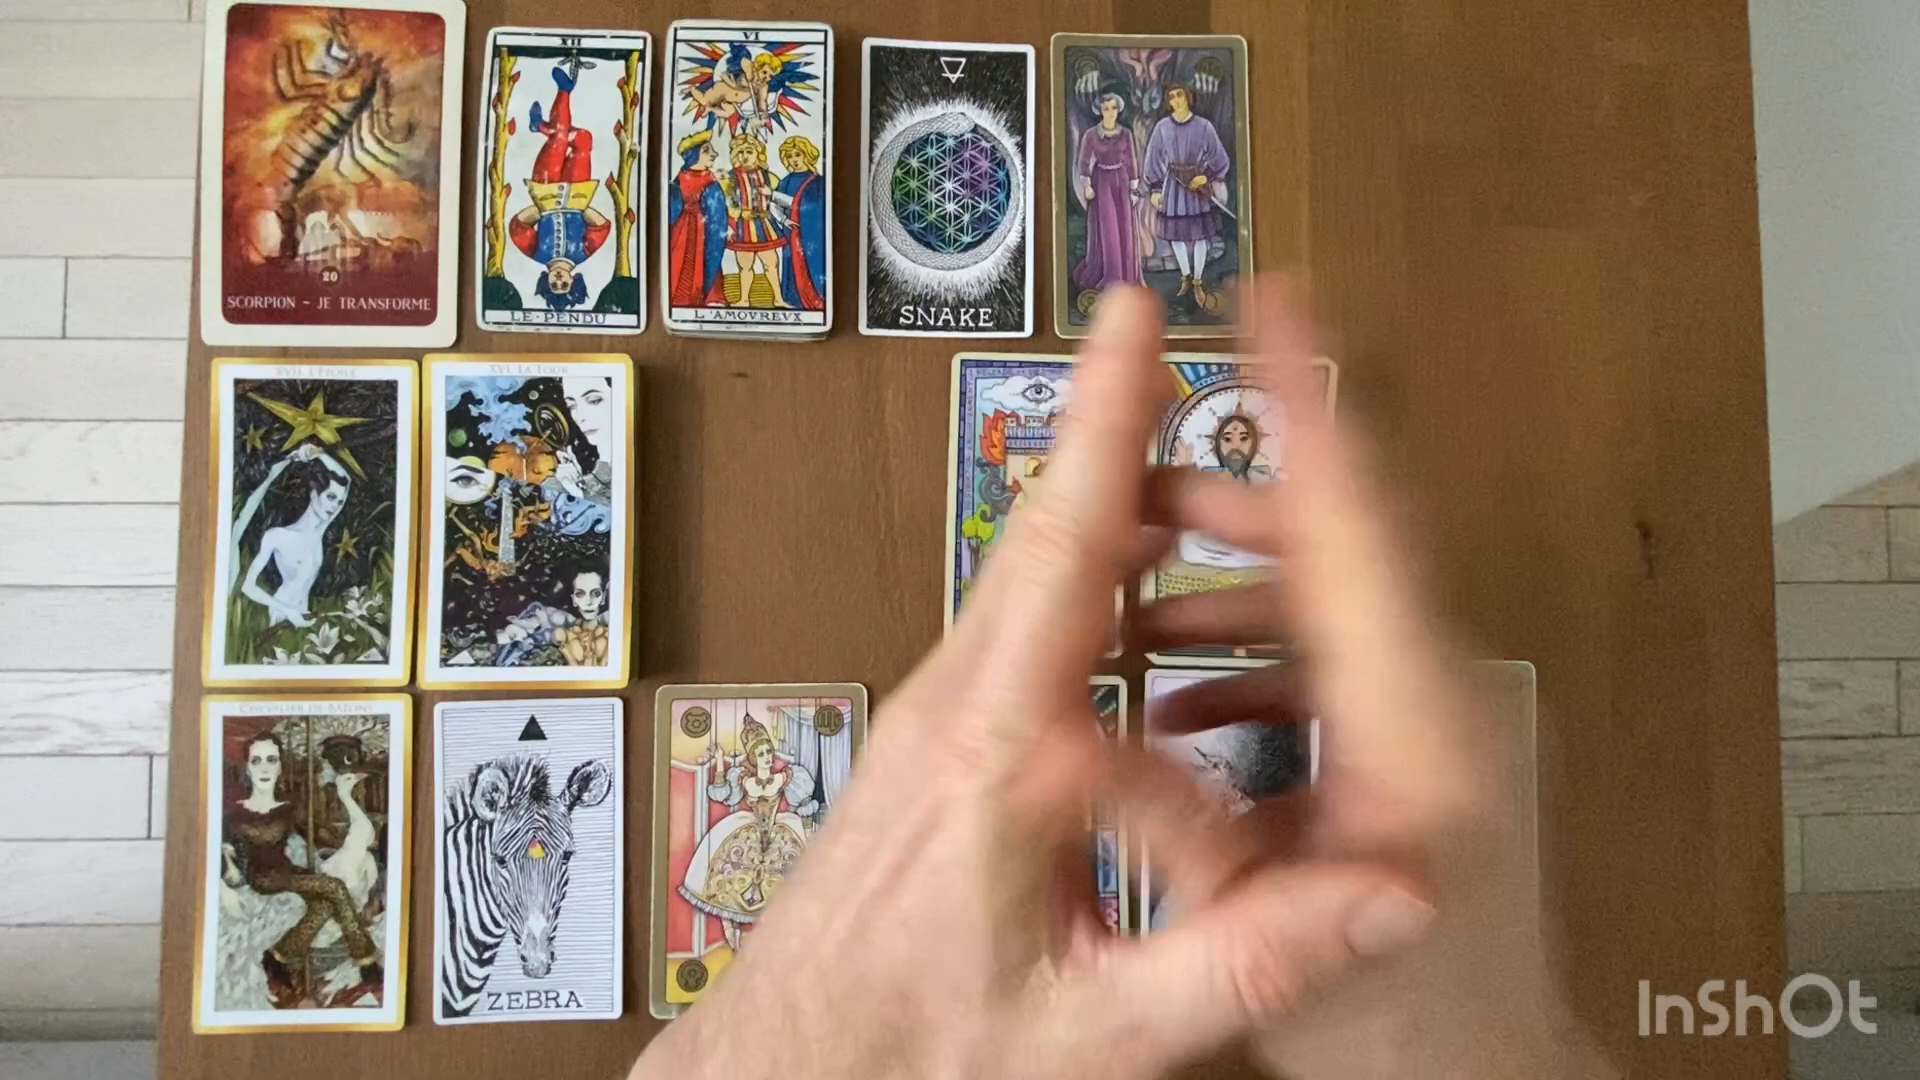 20
SCORPION ~ JE TRANSFORME
XII
LE·PENDU
VI
L'AMOVREVX
SNAKE
XVII L'ÉTOILE
XVI. LA TOUR
CHEVALIER DE BATONS
ZEBRA
InShOt